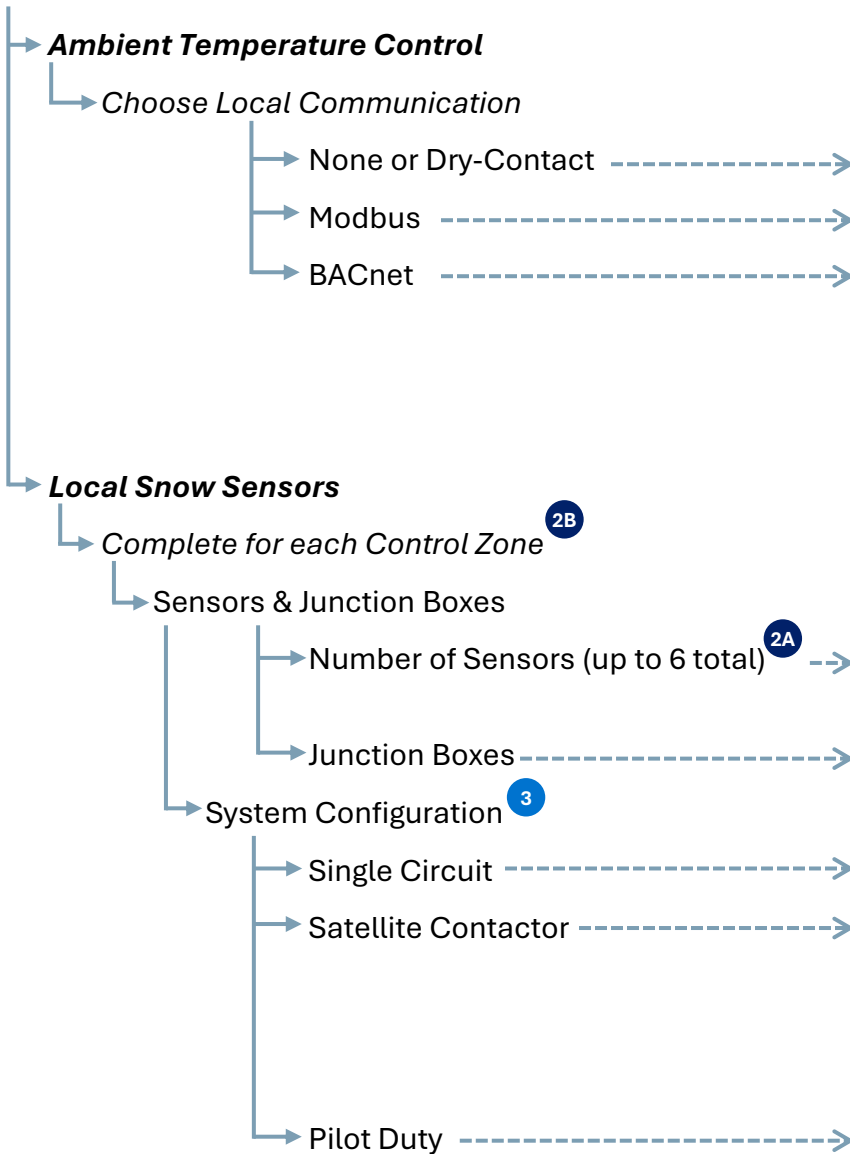 Ambient Temperature Control
Choose Local Communication
None or Dry-Contact
Modbus
BACnet
Local Snow Sensors
Complete for each Control Zone 2B
Sensors & Junction Boxes
Number of Sensors (up to 6 total) 2A
Junction Boxes
System Configuration 3
Single Circuit
Satellite Contactor
Pilot Duty